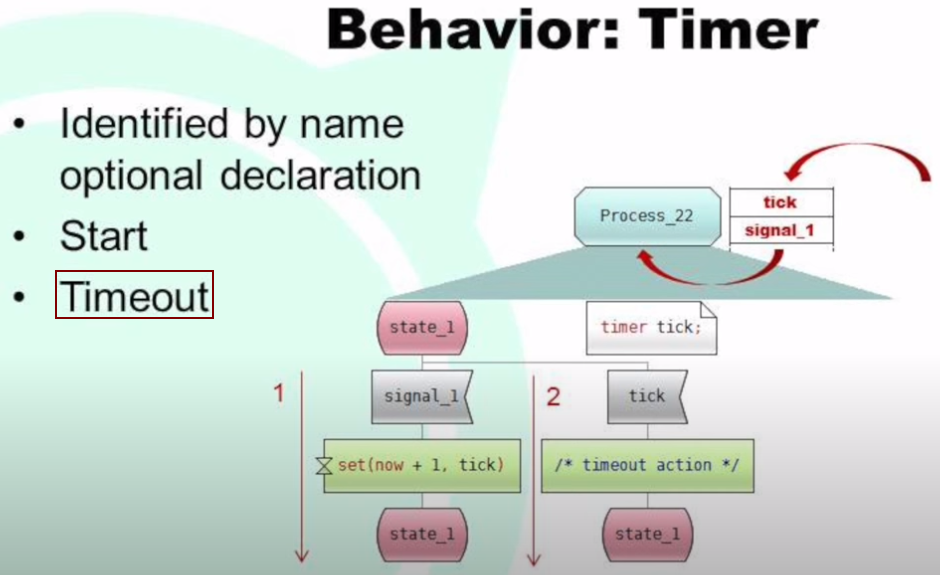 Behavior: Timer
• Identified by name
optional declaration
• Start
• Timeout
Process_22
tick
signal_1
state_1
timer tick;
1
signal_1
2
tick
set(now + 1, tick)
/* timeout action */
state_1
state_1